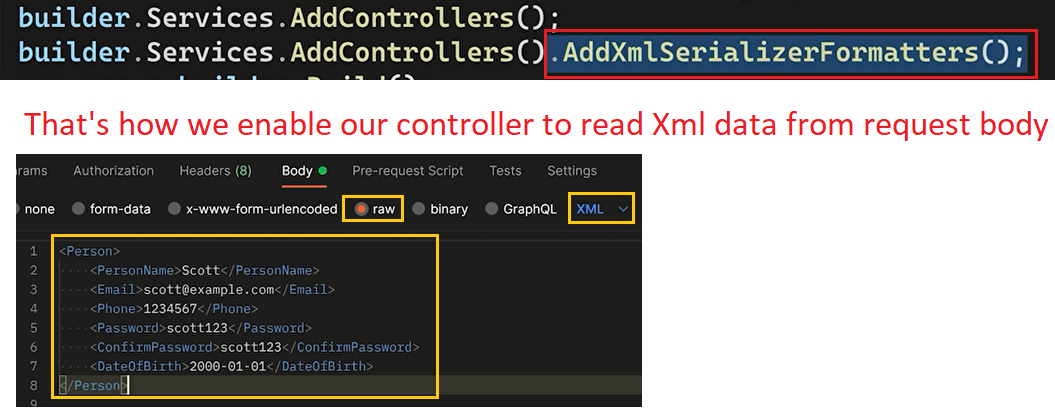 builder.Services.AddControllers();
builder.Services.AddControllers().AddXmlSerializerFormatters();
That's how we enable our controller to read Xml data from request body
Authorization Headers (8) Body Pre-request Script Tests Settings
none form-data x-www-form-urlencoded raw binary GraphQL XML
1 <Person>
2 ····<PersonName>Scott</PersonName>
3 ····<Email>scott@example.com</Email>
4 ····<Phone>1234567</Phone>
5 ····<Password>scott123</Password>
6 ····<ConfirmPassword>scott123</ConfirmPassword>
7 ····<DateOfBirth>2000-01-01</DateOfBirth>
8 </Person>
9